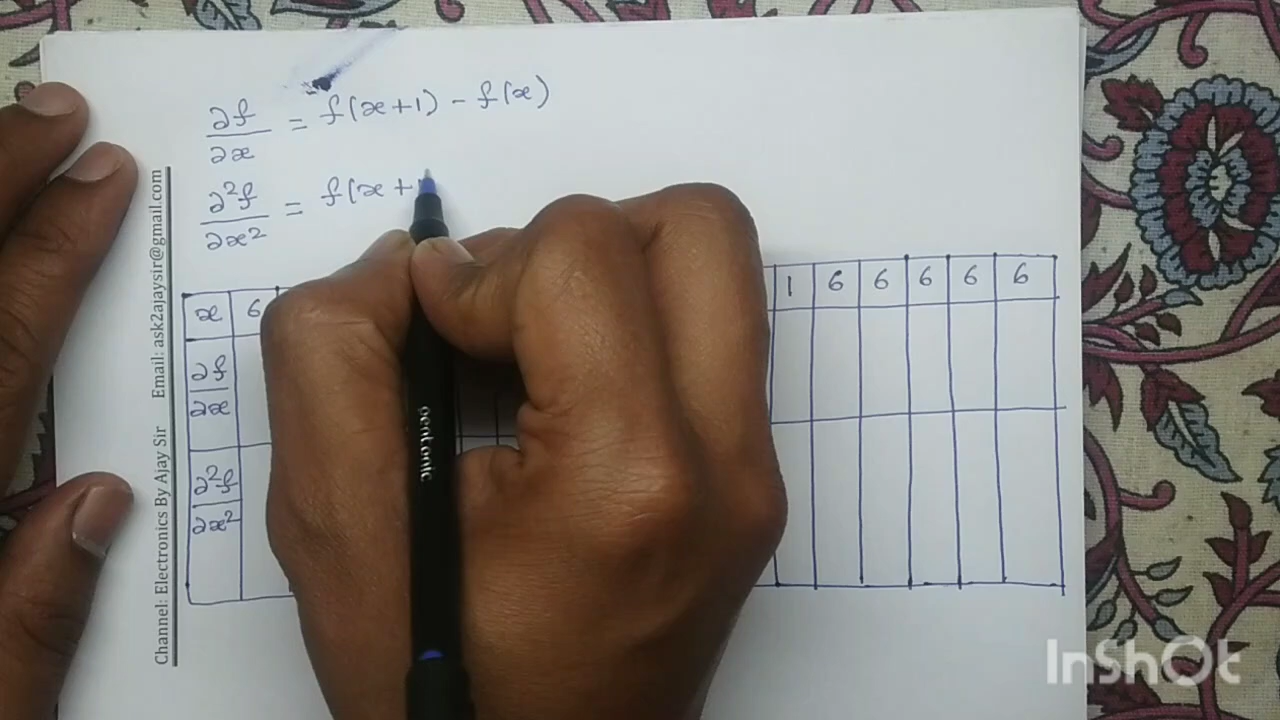 ∂f/∂x = f(x+1) - f(x)
∂²f/∂x² = f(x+
x 6 1 6 6 6 6 6
∂f/∂x
∂²f/∂x²
Channel: Electronics By Ajay Sir Email: ask2ajaysir@gmail.com
pentonic
InShOt